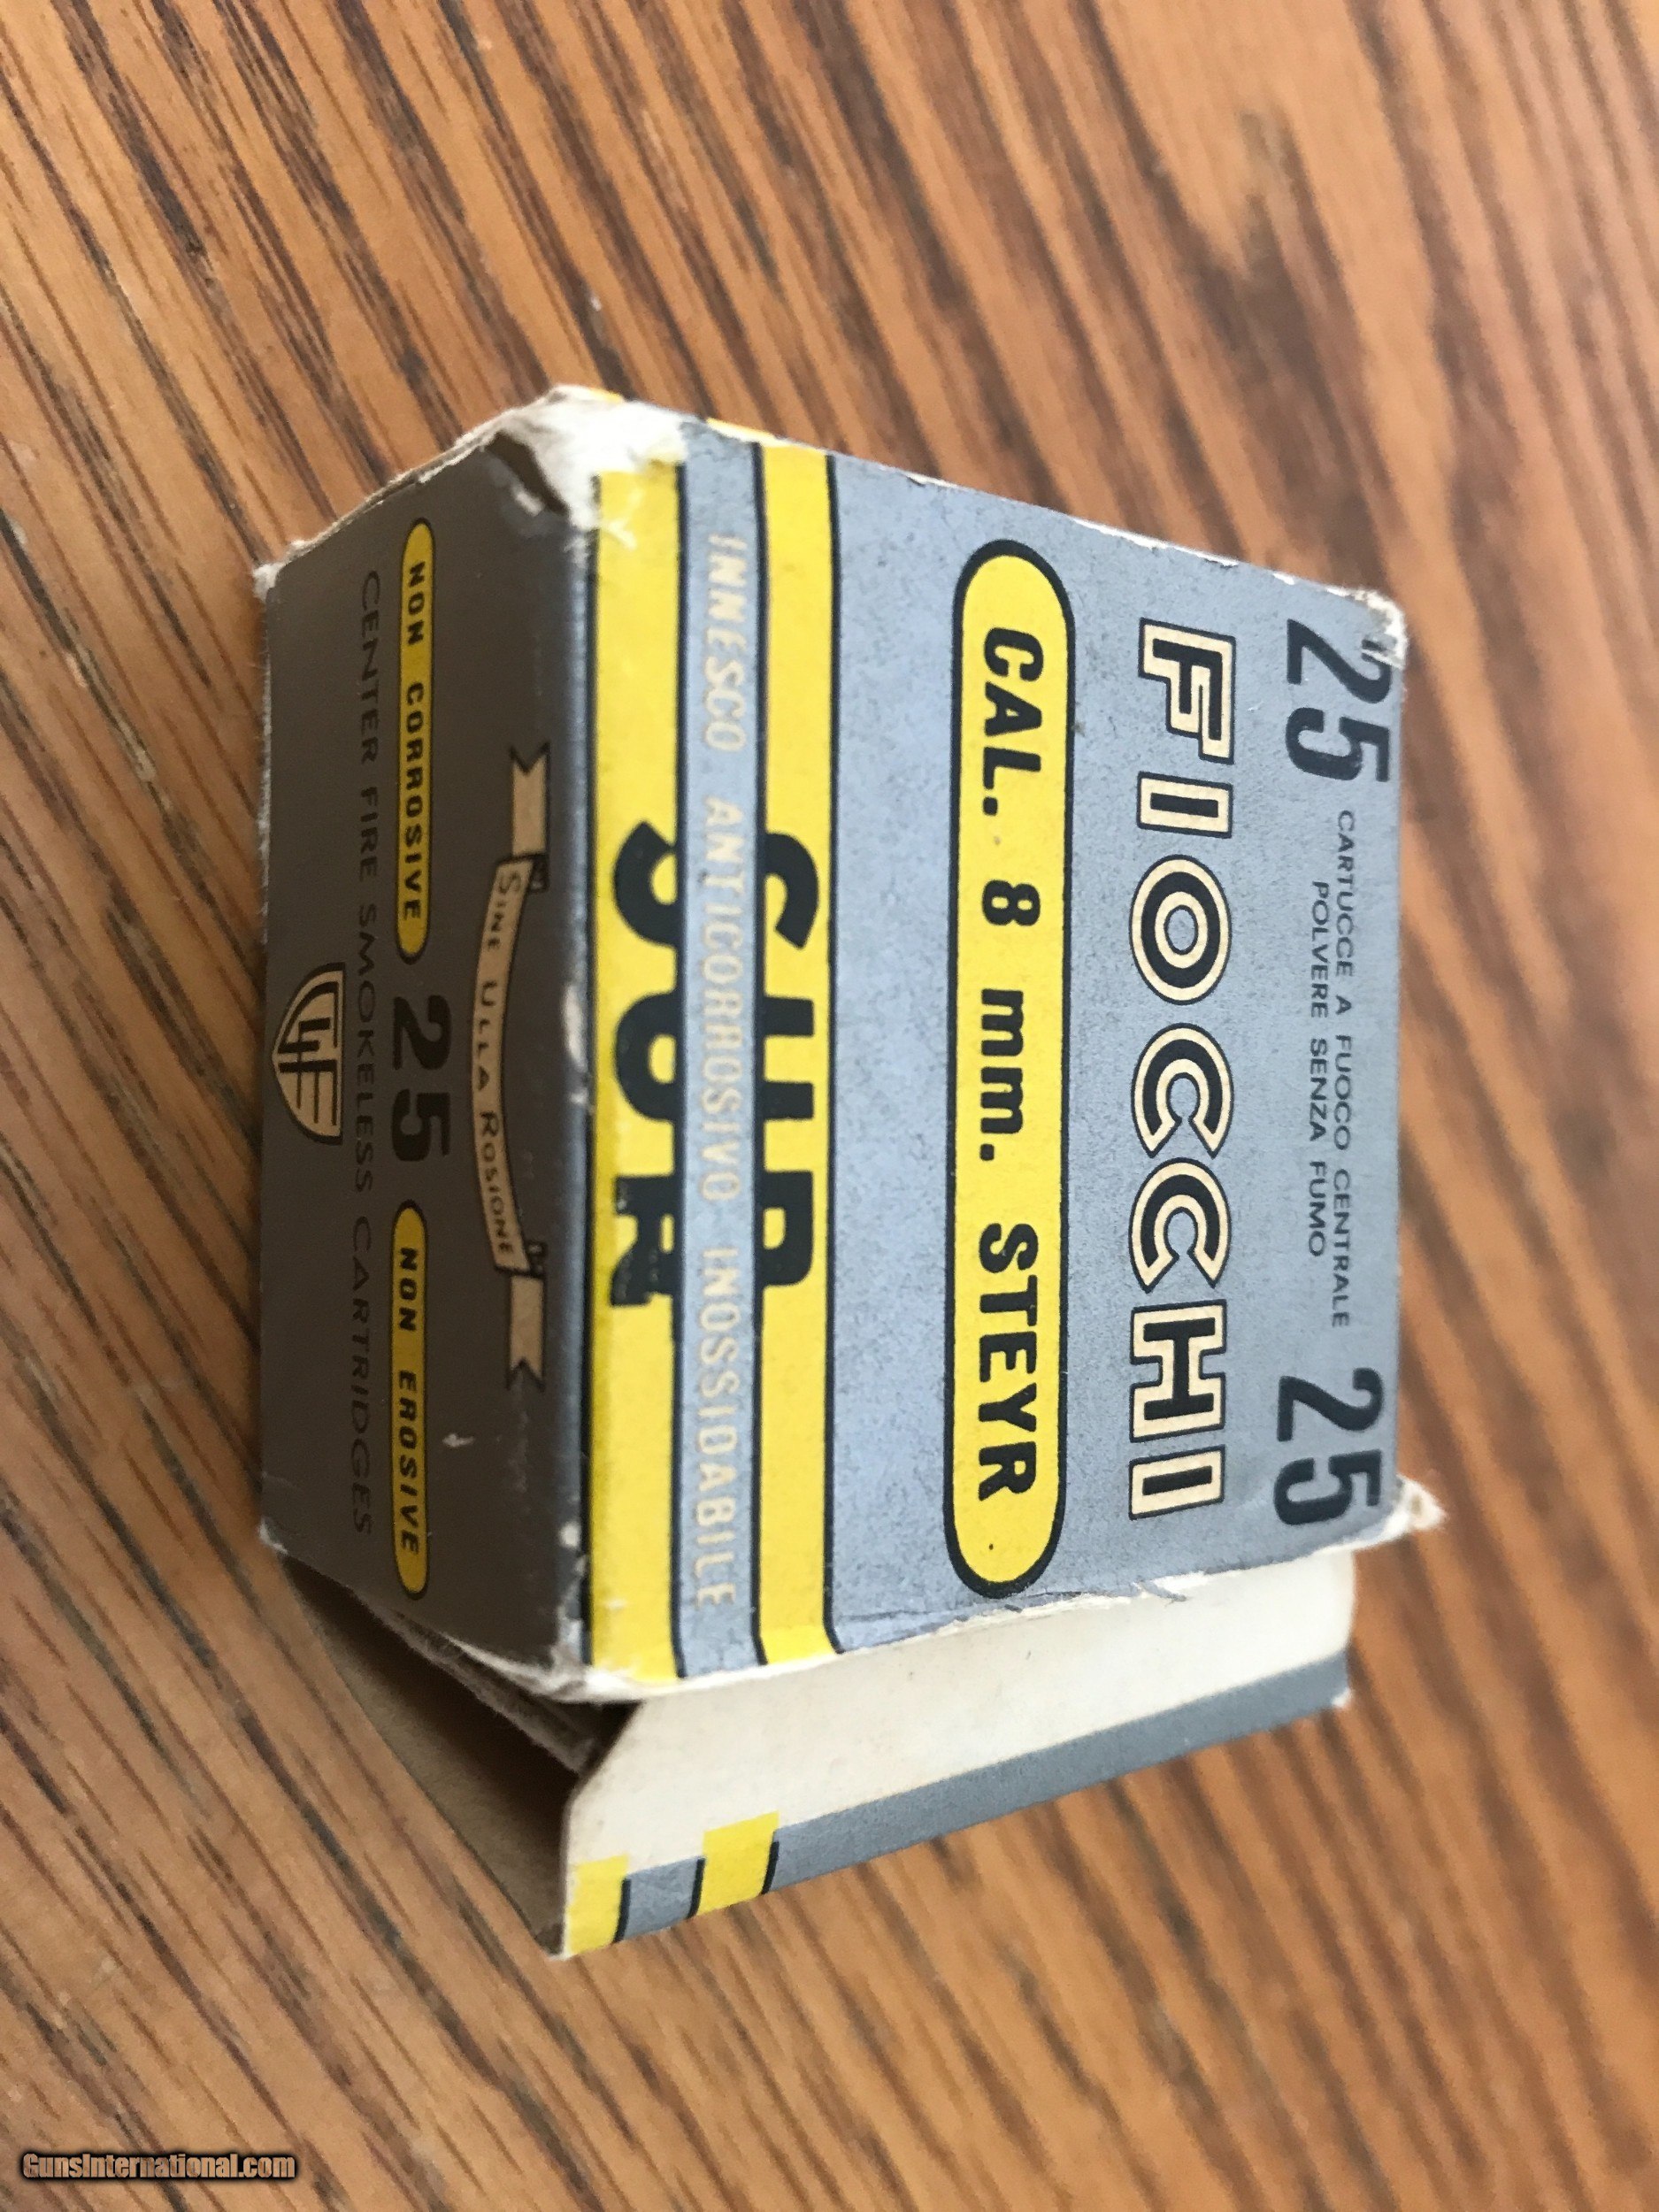 25 CARTUCCE A FUOCO CENTRALE 25
POLVERE SENZA FUMO
FIOCCHI
CAL. 8 mm. STEYR
INNESCO ANTICORROSIVO INOSSIDABILE
SINE ULLA ROSIONE
NON CORROSIVE 25 NON EROSIVE
CENTER FIRE SMOKELESS CARTRIDGES
GFL
GunsInternational.com